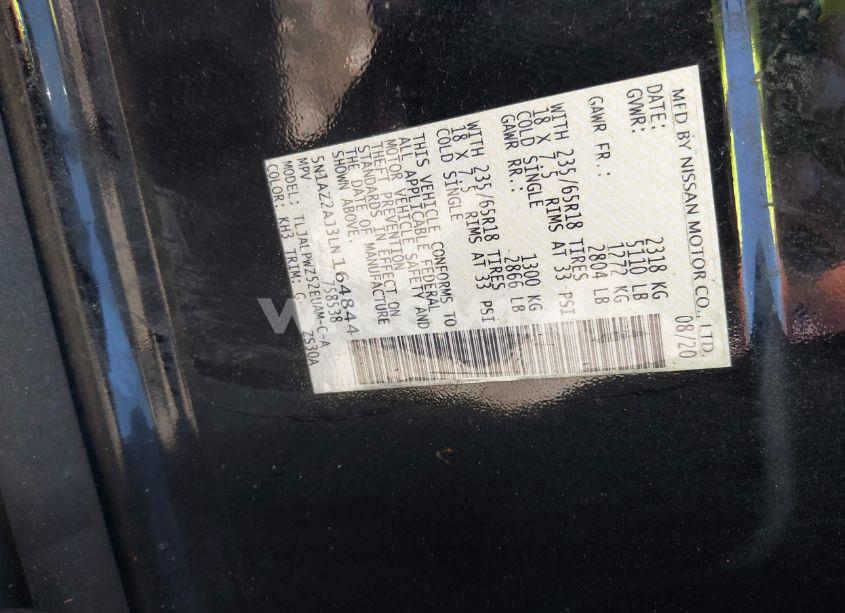 MFD BY NISSAN MOTOR CO., LTD.
DATE: 08/20
GVWR: 2318 KG
5110 LB
GAWR FR.: 1272 KG
2804 LB
WITH 235/65R18 TIRES
18 X 7.5 RIMS AT 33 PSI
COLD SINGLE
GAWR RR.: 1300 KG
2866 LB
WITH 235/65R18 TIRES
18 X 7.5 RIMS AT 33 PSI
COLD SINGLE
THIS VEHICLE CONFORMS TO
ALL APPLICABLE FEDERAL
MOTOR VEHICLE SAFETY AND
THEFT PREVENTION
STANDARDS IN EFFECT ON
THE DATE OF MANUFACTURE
SHOWN ABOVE.
5N1AZ2AJ3LN164844
MPV 758538
MODEL: TLJALPWZ52EUAM-C-A
COLOR: KH3 TRIM: G ZS30A